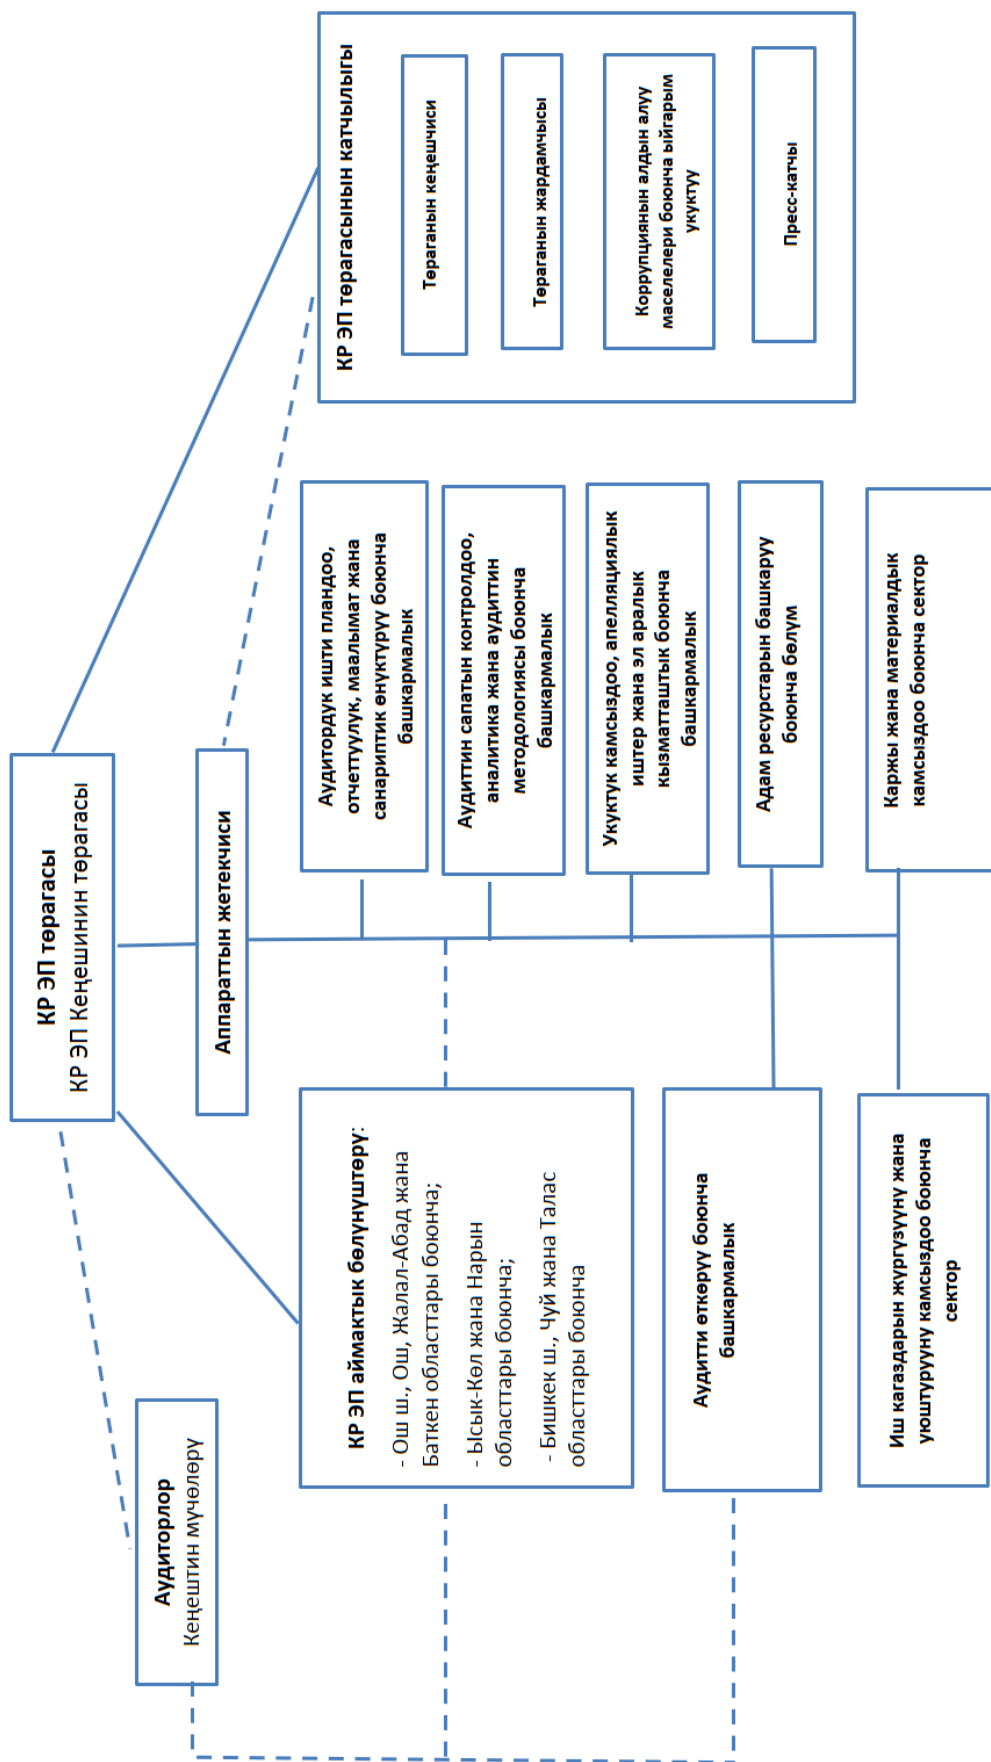 КР ЭП төрагасы
КР ЭП Кеңешинин төрагасы
Аудиторлор
Кеңештин мүчөлөрү
Аппараттын жетекчиси
КР ЭП аймактык бөлүнүштөрү:
- Ош ш., Ош, Жалал-Абад жана
Баткен областтары боюнча;
- Ысык-Көл жана Нарын
областтары боюнча;
- Бишкек ш., Чуй жана Талас
областтары боюнча
Аудитти өткөрүү боюнча
башкармалык
Иш кагаздарын жүргүзүүнү жана
уюштурууну камсыздоо боюнча
сектор
Аудитордук ишти пландоо,
отчеттуулук, маалымат жана
санариптик өнүктүрүү боюнча
башкармалык
Аудиттин сапатын контролдоо,
аналитика жана аудиттин
методологиясы боюнча
башкармалык
Укуктук камсыздоо, апелляциялык
иштер жана эл аралык
кызматташтык боюнча
башкармалык
Адам ресурстарын башкаруу
боюнча бөлүм
Каржы жана материалдык
камсыздоо боюнча сектор
КР ЭП төрагасынын катчылыгы
Төраганын кеңешчиси
Төраганын жардамчысы
Коррупциянын алдын алуу
маселелери боюнча ыйгарым
укуктуу
Пресс-катчы